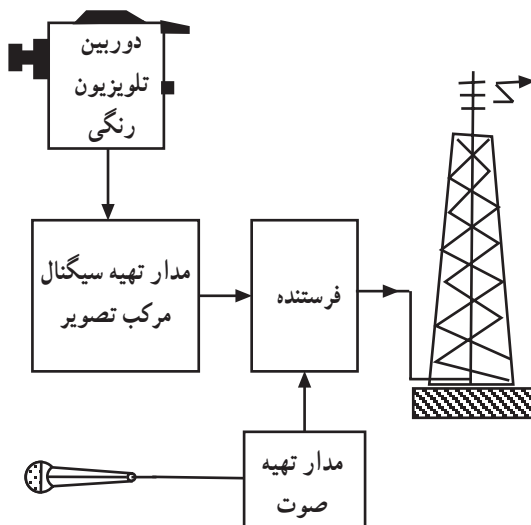 دوربین
تلویزیون
رنگی
مدار تهیه سیگنال
مرکب تصویر
فرستنده
مدار تهیه
صوت